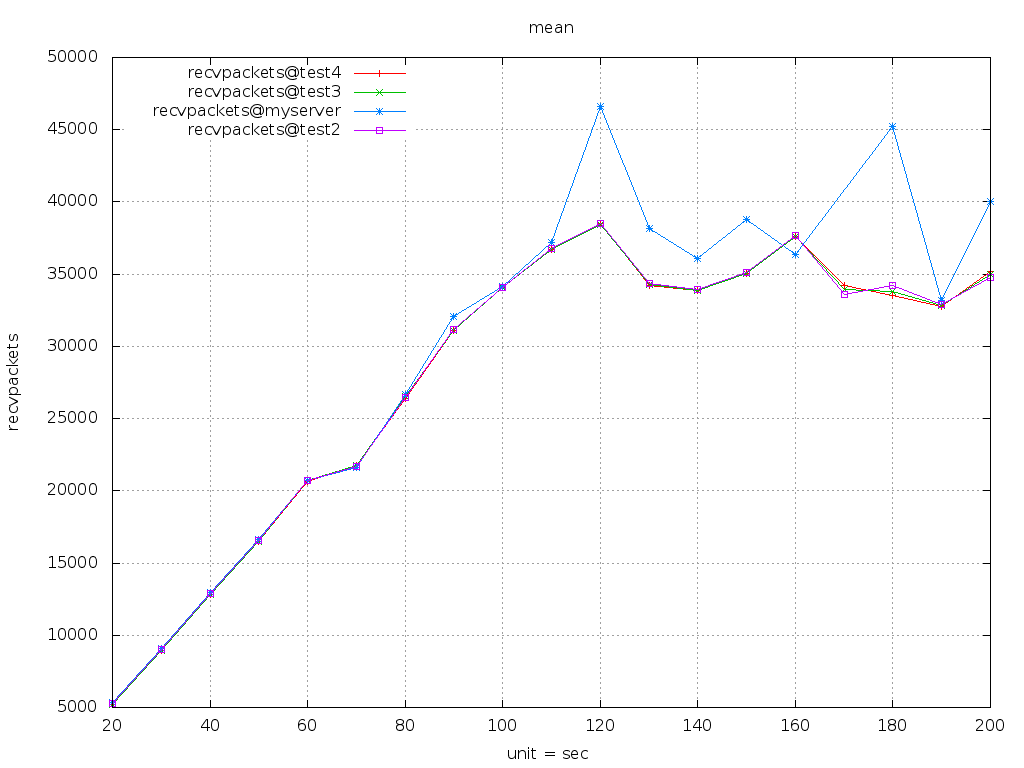 mean
50000
45000
40000
35000
30000
25000
20000
15000
10000
5000
recvpackets
recvpackets@test4
recvpackets@test3
recvpackets@myserver
recvpackets@test2
20 40 60 80 100 120 140 160 180 200
unit = sec